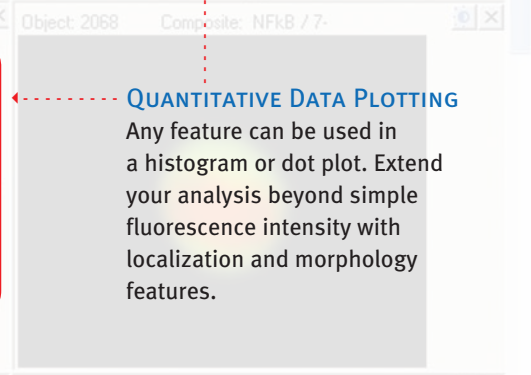 Object: 2068 Composite: NFkB / 7-
QUANTITATIVE DATA PLOTTING
Any feature can be used in
a histogram or dot plot. Extend
your analysis beyond simple
fluorescence intensity with
localization and morphology
features.